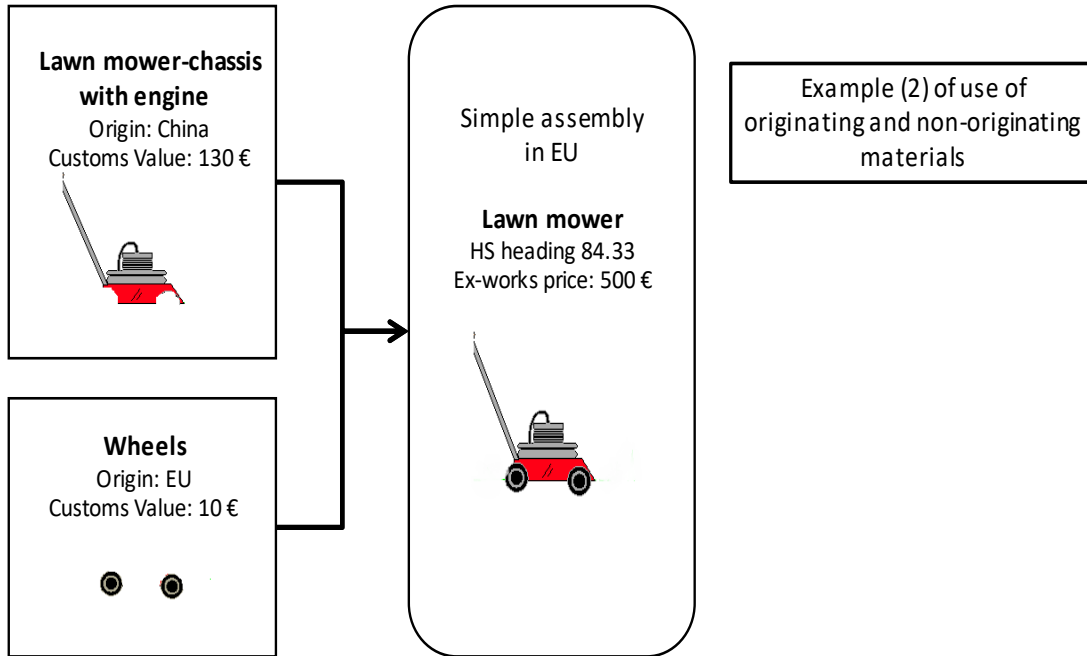 Lawn mower-chassis
with engine
Origin: China
Customs Value: 130 €
Wheels
Origin: EU
Customs Value: 10 €
Simple assembly
in EU
Lawn mower
HS heading 84.33
Ex-works price: 500 €
Example (2) of use of
originating and non-originating
materials